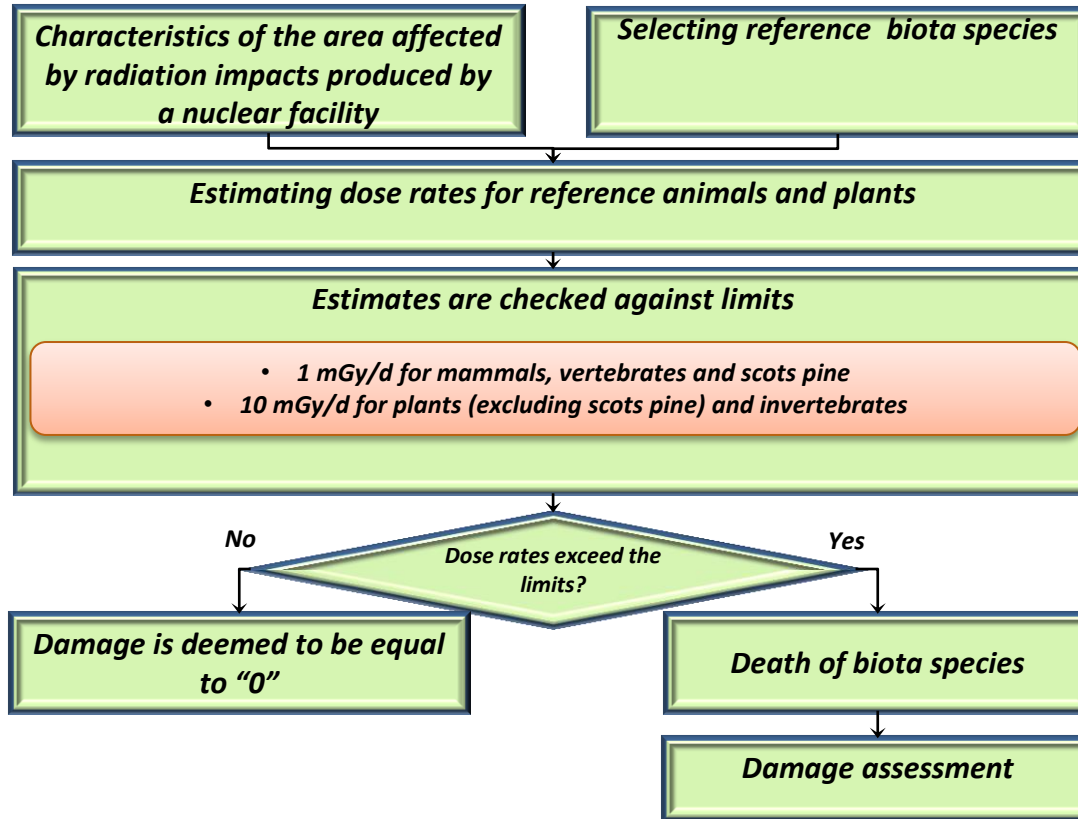 Characteristics of the area affected
by radiation impacts produced by
a nuclear facility
Selecting reference biota species
Estimating dose rates for reference animals and plants
Estimates are checked against limits
• 1 mGy/d for mammals, vertebrates and scots pine
• 10 mGy/d for plants (excluding scots pine) and invertebrates
No
Dose rates exceed the
limits?
Yes
Damage is deemed to be equal
to “0”
Death of biota species
Damage assessment